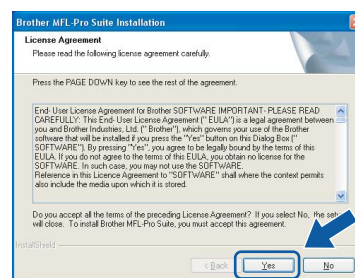 Brother MFL-Pro Suite Installation
License Agreement
Please read the following license agreement carefully.
Press the PAGE DOWN key to see the rest of the agreement.
End- User License Agreement for Brother SOFTWARE IMPORTANT- PLEASE READ
CAREFULLY: This End- User License Agreement (" EULA") is a legal agreement between
you and Brother Industries, Ltd. (" Brother"), which governs your use of the Brother
software that will be installed if you press the "Yes" button on this Dialog Box ("
SOFTWARE"). By pressing "Yes", you agree to be legally bound by the terms of this
EULA. If you do not agree to the terms of this EULA, you obtain no license for the
SOFTWARE. In such case, you may not use the SOFTWARE.
Reference in this License Agreement to "SOFTWARE" shall where the context permits
also include the media upon which it is stored.
Do you accept all the terms of the preceding License Agreement? If you select No, the setup
will close. To install Brother MFL-Pro Suite, you must accept this agreement.
InstallShield
< Back
Yes
No